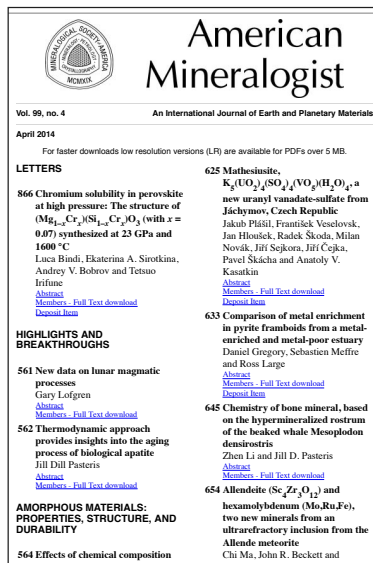 MINERALOGICAL SOCIETY OF AMERICA
MINERALOGY PETROLOGY
CRYSTALLOGRAPHY
MCMXIX
American
Mineralogist
Vol. 99, no. 4
An International Journal of Earth and Planetary Materials
April 2014
For faster downloads low resolution versions (LR) are available for PDFs over 5 MB.
LETTERS
866 Chromium solubility in perovskite
at high pressure: The structure of
(Mg1–xCrx)(Si1–xCrx)O3 (with x =
0.07) synthesized at 23 GPa and
1600 °C
Luca Bindi, Ekaterina A. Sirotkina,
Andrey V. Bobrov and Tetsuo
Irifune
Abstract
Members - Full Text download
Deposit Item
HIGHLIGHTS AND
BREAKTHROUGHS
561 New data on lunar magmatic
processes
Gary Lofgren
Abstract
Members - Full Text download
562 Thermodynamic approach
provides insights into the aging
process of biological apatite
Jill Dill Pasteris
Abstract
Members - Full Text download
AMORPHOUS MATERIALS:
PROPERTIES, STRUCTURE, AND
DURABILITY
564 Effects of chemical composition
625 Mathesiusite,
K5(UO2)4(SO4)4(VO5)(H2O)4, a
new uranyl vanadate-sulfate from
Jáchymov, Czech Republic
Jakub Plášil, František Veselovsk,
Jan Hloušek, Radek Škoda, Milan
Novák, Jiří Sejkora, Jiří Čejka,
Pavel Škácha and Anatoly V.
Kasatkin
Abstract
Members - Full Text download
Deposit Item
633 Comparison of metal enrichment
in pyrite framboids from a metal-
enriched and metal-poor estuary
Daniel Gregory, Sebastien Meffre
and Ross Large
Abstract
Members - Full Text download
Deposit Item
645 Chemistry of bone mineral, based
on the hypermineralized rostrum
of the beaked whale Mesoplodon
densirostris
Zhen Li and Jill D. Pasteris
Abstract
Members - Full Text download
654 Allendeite (Sc4Zr3O12) and
hexamolybdenum (Mo,Ru,Fe),
two new minerals from an
ultrarefractory inclusion from the
Allende meteorite
Chi Ma, John R. Beckett and